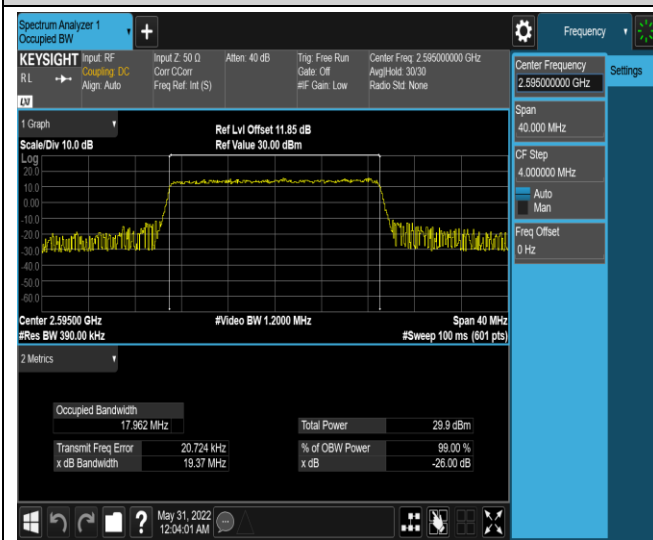 Spectrum Analyzer 1
Occupied BW
Frequency
KEYSIGHT
RL
LXI
Input: RF
Coupling: DC
Align: Auto
Input Z: 50 Ω
Corr CCorr
Freq Ref: Int (S)
Atten: 40 dB
Trig: Free Run
Gate: Off
#IF Gain: Low
Center Freq: 2.595000000 GHz
Avg|Hold: 30/30
Radio Std: None
Center Frequency
2.595000000 GHz
Settings
Span
40.000 MHz
CF Step
4.000000 MHz
Auto
Man
Freq Offset
0 Hz
1 Graph
Scale/Div 10.0 dB
Ref Lvl Offset 11.85 dB
Ref Value 30.00 dBm
Log
20.0
10.0
0.00
-10.0
-20.0
-30.0
-40.0
-50.0
-60.0
Center 2.59500 GHz
#Video BW 1.2000 MHz
Span 40 MHz
#Res BW 390.00 kHz
#Sweep 100 ms (601 pts)
2 Metrics
Occupied Bandwidth
17.962 MHz
Total Power 29.9 dBm
Transmit Freq Error 20.724 kHz
% of OBW Power 99.00 %
x dB Bandwidth 19.37 MHz
x dB -26.00 dB
?
May 31, 2022
12:04:01 AM